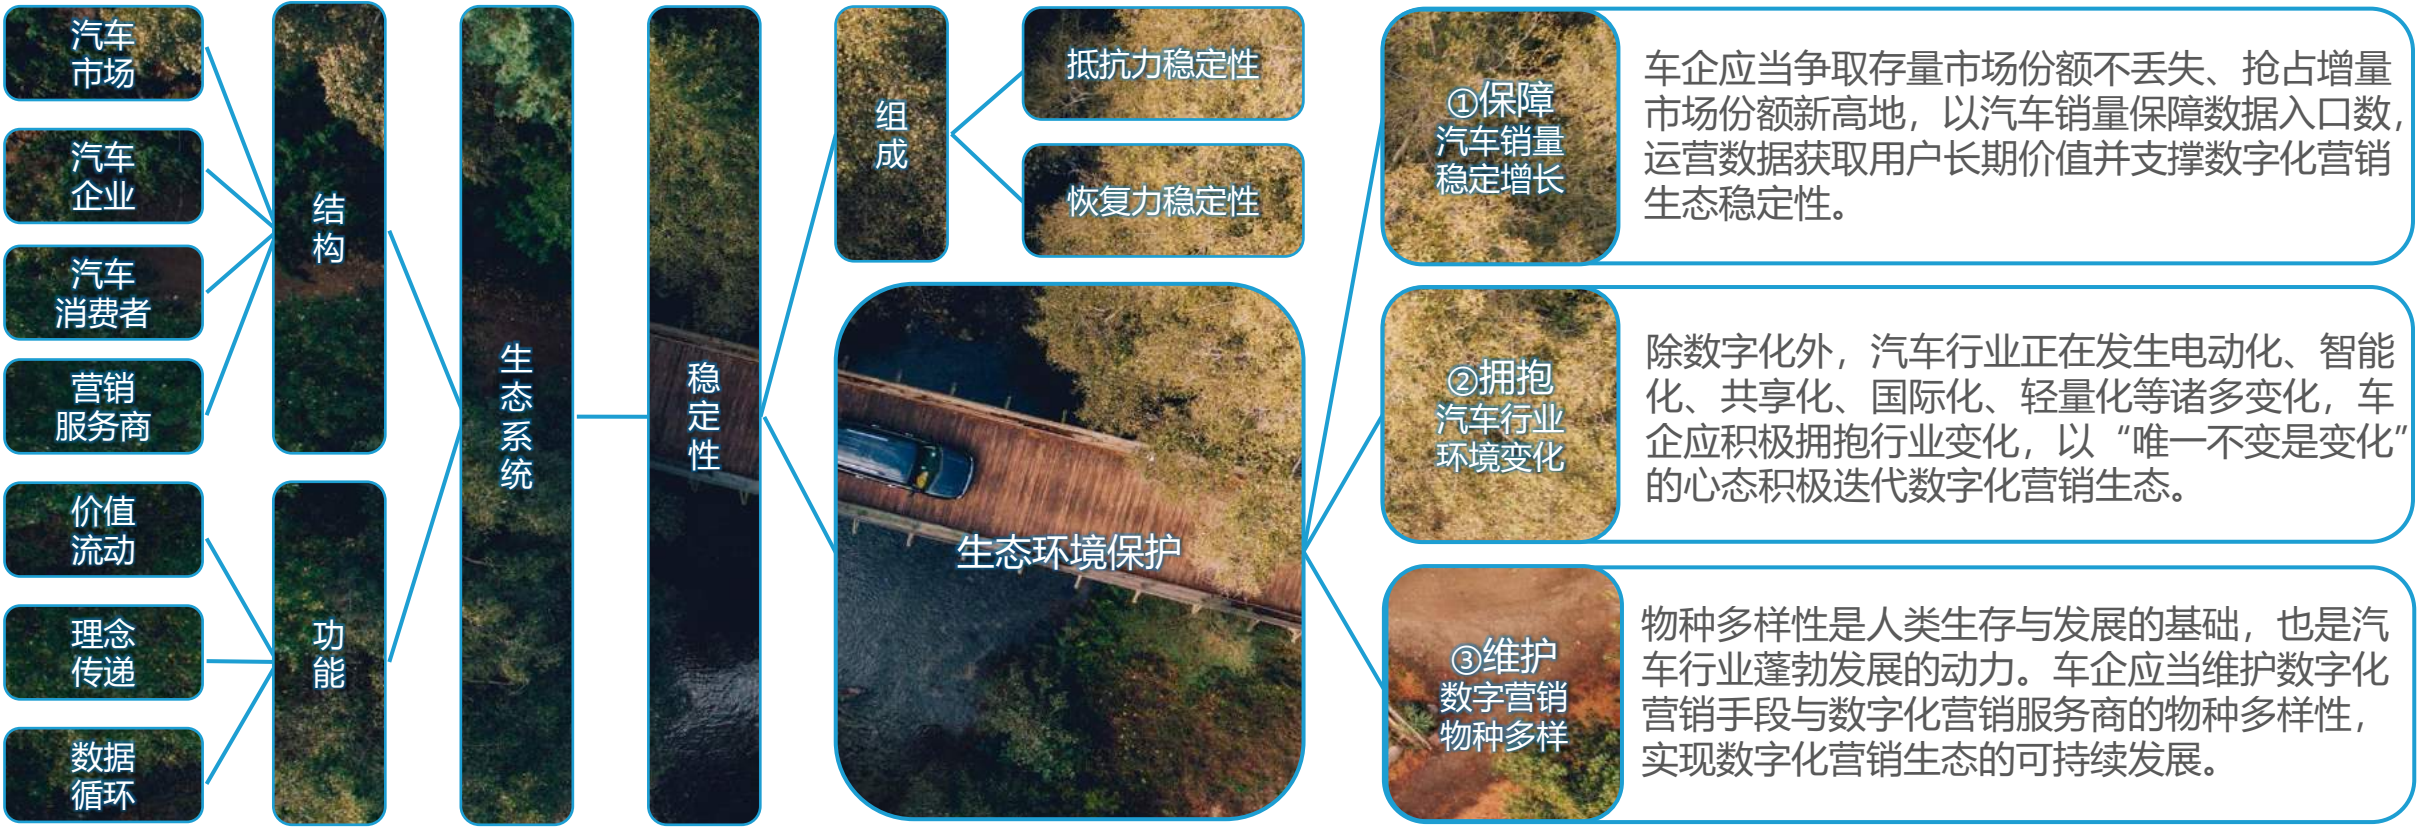 汽车
市场
汽车
企业
汽车
消费者
营销
服务商
价值
流动
理念
传递
数据
循环
结
构
功
能
生
态
系
统
稳
定
性
组
成
抵抗力稳定性
恢复力稳定性
生态环境保护
①保障
汽车销量
稳定增长
车企应当争取存量市场份额不丢失、抢占增量
市场份额新高地，以汽车销量保障数据入口数，
运营数据获取用户长期价值并支撑数字化营销
生态稳定性。
②拥抱
汽车行业
环境变化
除数字化外，汽车行业正在发生电动化、智能
化、共享化、国际化、轻量化等诸多变化，车
企应积极拥抱行业变化，以“唯一不变是变化”
的心态积极迭代数字化营销生态。
③维护
数字营销
物种多样
物种多样性是人类生存与发展的基础，也是汽
车行业蓬勃发展的动力。车企应当维护数字化
营销手段与数字化营销服务商的物种多样性，
实现数字化营销生态的可持续发展。